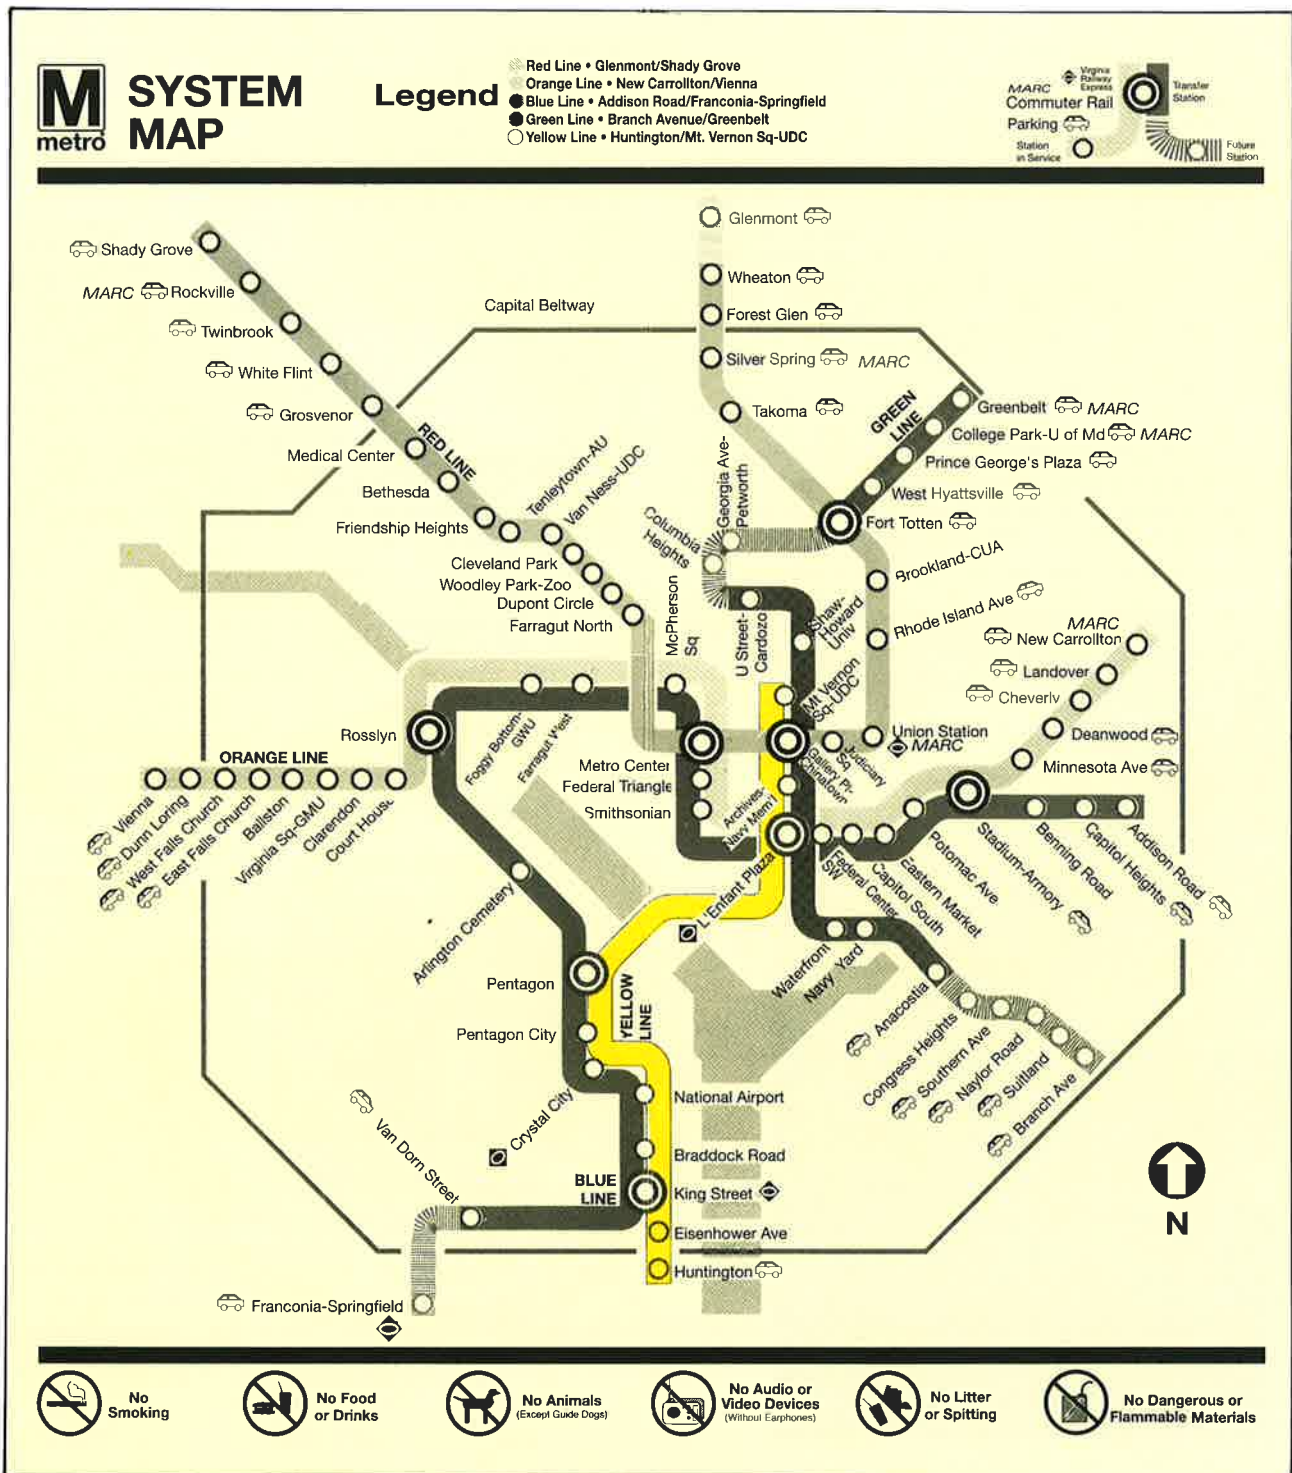 M
metro
SYSTEM
MAP
Legend
Red Line • Glenmont/Shady Grove
Orange Line • New Carrollton/Vienna
Blue Line • Addison Road/Franconia-Springfield
Green Line • Branch Avenue/Greenbelt
Yellow Line • Huntington/Mt. Vernon Sq-UDC
Virginia
Railway
Express
MARC
Commuter Rail
Parking
Station
in Service
Transfer
Station
Future
Station
Shady Grove
MARC Rockville
Twinbrook
White Flint
Grosvenor
Medical Center
Bethesda
Friendship Heights
RED LINE
Tenleytown-AU
Van Ness-UDC
Cleveland Park
Woodley Park-Zoo
Dupont Circle
Farragut North
Capital Beltway
Glenmont
Wheaton
Forest Glen
Silver Spring MARC
Takoma
GREEN
LINE
Greenbelt MARC
College Park-U of Md MARC
Prince George's Plaza
West Hyattsville
Fort Totten
Georgia Ave-
Petworth
Columbia
Heights
Brookland-CUA
Rhode Island Ave
McPherson
Sq
U Street-
Cardozo
Shaw-
Howard
Univ
Mt Vernon
Sq-UDC
MARC
New Carrollton
Landover
Cheverly
Deanwood
Minnesota Ave
Union Station
MARC
Judiciary
Sq
Gallery Pl-
Chinatown
Rosslyn
ORANGE LINE
Foggy Bottom-
GWU
Farragut West
Metro Center
Federal Triangle
Smithsonian
Archives-
Navy Mem'l
Vienna
Dunn Loring
West Falls Church
East Falls Church
Ballston
Virginia Sq-GMU
Clarendon
Court House
L'Enfant Plaza
Federal Center
SW
Capitol South
Eastern Market
Potomac Ave
Stadium-Armory
Benning Road
Capitol Heights
Addison Road
Arlington Cemetery
Pentagon
Pentagon City
YELLOW
LINE
Waterfront
Navy Yard
Anacostia
Congress Heights
Southern Ave
Naylor Road
Suitland
Branch Ave
Crystal City
National Airport
Braddock Road
King Street
Eisenhower Ave
Huntington
BLUE
LINE
Van Dorn Street
Franconia-Springfield
N
No
Smoking
No Food
or Drinks
No Animals
(Except Guide Dogs)
No Audio or
Video Devices
(Without Earphones)
No Litter
or Spitting
No Dangerous or
Flammable Materials